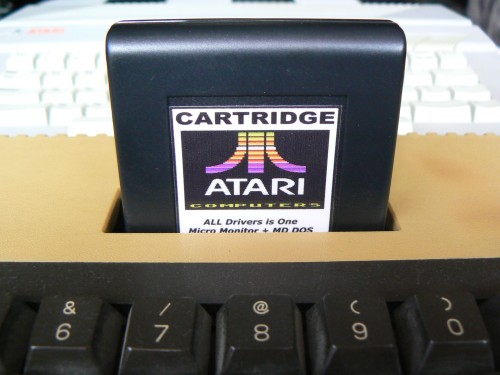 CARTRIDGE
ATARI
COMPUTERS
ALL Drivers is One
Micro Monitor + MD DOS
& / @ ( )
6 7 8 9 0